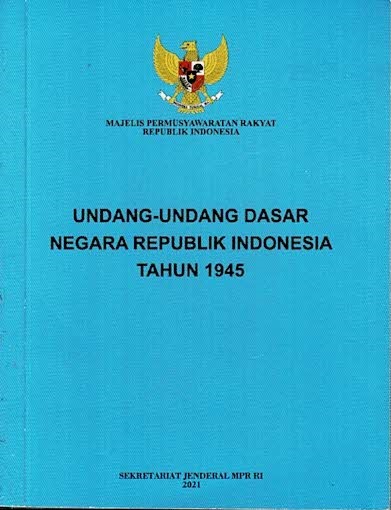 MAJELIS PERMUSYAWARATAN RAKYAT
REPUBLIK INDONESIA
UNDANG-UNDANG DASAR
NEGARA REPUBLIK INDONESIA
TAHUN 1945
SEKRETARIAT JENDERAL MPR RI
2021